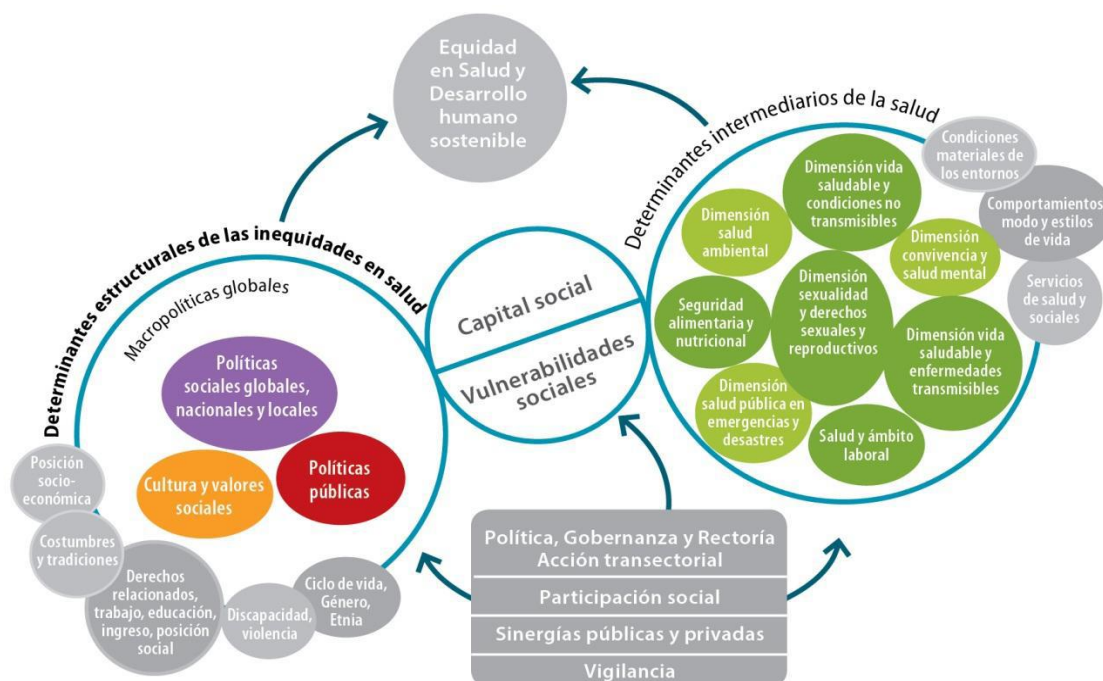 Equidad
en Salud y
Desarrollo
humano
sostenible
Determinantes estructurales de las inequidades en salud
Macropolíticas globales
Políticas
sociales globales,
nacionales y locales
Cultura y valores
sociales
Políticas
públicas
Posición
socio-
económica
Costumbres
y tradiciones
Derechos
relacionados,
trabajo, educación,
ingreso, posición
social
Discapacidad,
violencia
Ciclo de vida,
Género,
Etnia
Capital social
Vulnerabilidades
sociales
Determinantes intermediarios de la salud
Dimensión vida
saludable y
condiciones no
transmisibles
Dimensión
salud
ambiental
Dimensión
convivencia y
salud mental
Dimensión
sexualidad
y derechos
sexuales y
reproductivos
Seguridad
alimentaria y
nutricional
Dimensión vida
saludable y
enfermedades
transmisibles
Dimensión
salud pública en
emergencias y
desastres
Salud y ámbito
laboral
Condiciones
materiales de
los entornos
Comportamientos,
modo y estilos
de vida
Servicios
de salud y
sociales
Política, Gobernanza y Rectoría
Acción transectorial
Participación social
Sinergías públicas y privadas
Vigilancia